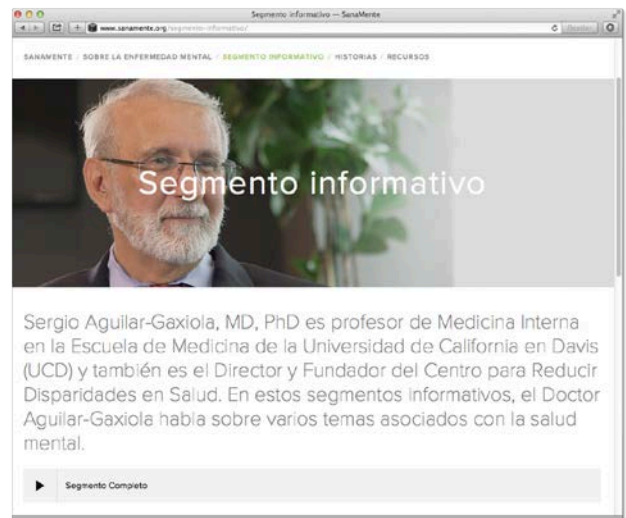 Segmento informativo — SanaMente
www.sanamente.org/segmento-informativo/
Reader
SANAMENTE / SOBRE LA ENFERMEDAD MENTAL / SEGMENTO INFORMATIVO / HISTORIAS / RECURSOS
Segmento informativo
Sergio Aguilar-Gaxiola, MD, PhD es profesor de Medicina Interna
en la Escuela de Medicina de la Universidad de California en Davis
(UCD) y también es el Director y Fundador del Centro para Reducir
Disparidades en Salud. En estos segmentos informativos, el Doctor
Aguilar-Gaxiola habla sobre varios temas asociados con la salud
mental.
Segmento Completo